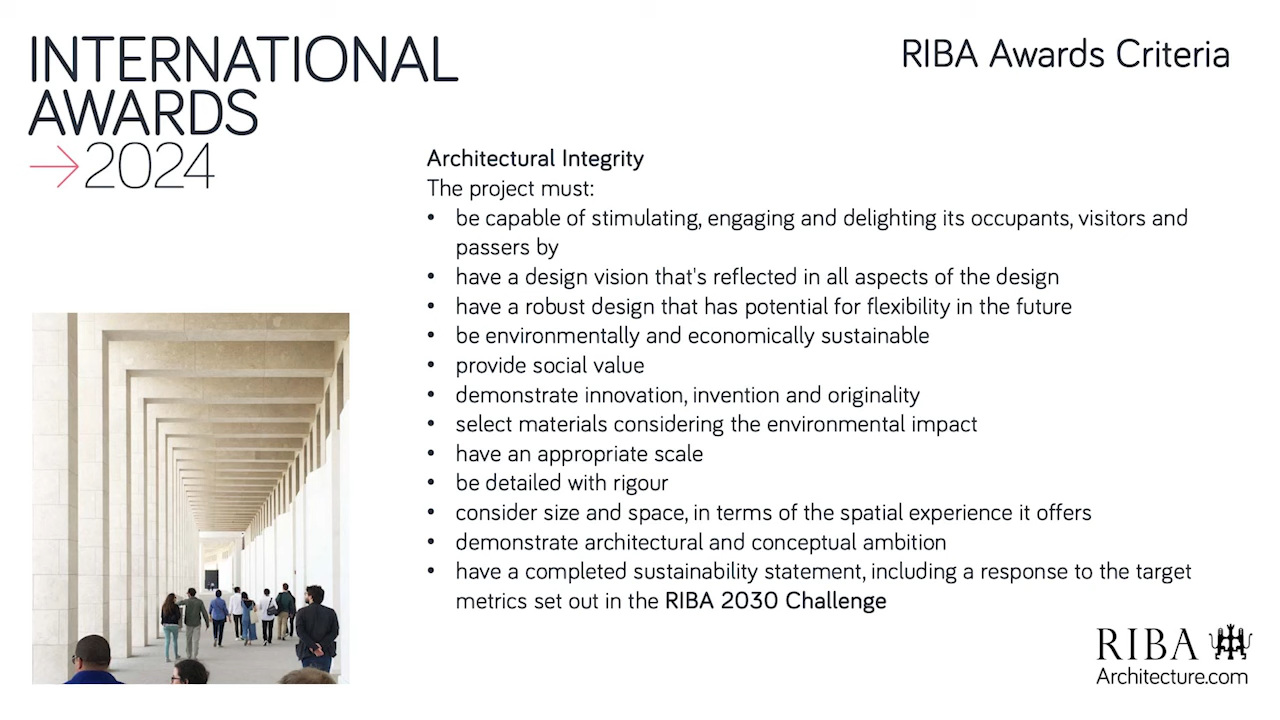 INTERNATIONAL
AWARDS
→2024
RIBA Awards Criteria
Architectural Integrity
The project must:
• be capable of stimulating, engaging and delighting its occupants, visitors and
passers by
• have a design vision that's reflected in all aspects of the design
• have a robust design that has potential for flexibility in the future
• be environmentally and economically sustainable
• provide social value
• demonstrate innovation, invention and originality
• select materials considering the environmental impact
• have an appropriate scale
• be detailed with rigour
• consider size and space, in terms of the spatial experience it offers
• demonstrate architectural and conceptual ambition
• have a completed sustainability statement, including a response to the target
metrics set out in the RIBA 2030 Challenge
RIBA
Architecture.com